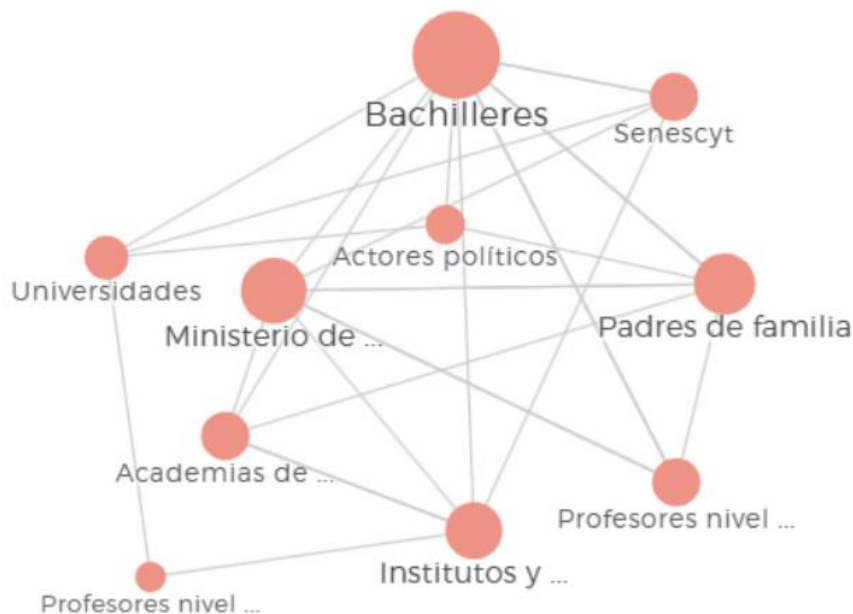 Bachilleres
Senescyt
Actores políticos
Universidades
Ministerio de ...
Padres de familia
Academias de ...
Profesores nivel ...
Institutos y ...
Profesores nivel ...